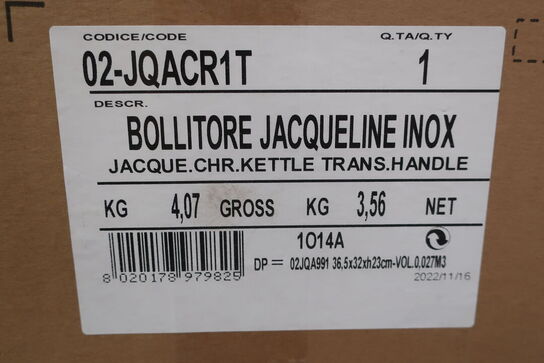 CODICE/CODE Q.TA/Q.TY
02-JQACR1T 1
DESCR.
BOLLITORE JACQUELINE INOX
JACQUE.CHR.KETTLE TRANS.HANDLE
KG 4,07 GROSS KG 3,56 NET
1O14A
DP = 02JQA991 36,5x32xh23cm-VOL.0,027M3
8 020178 979825
2022/11/16